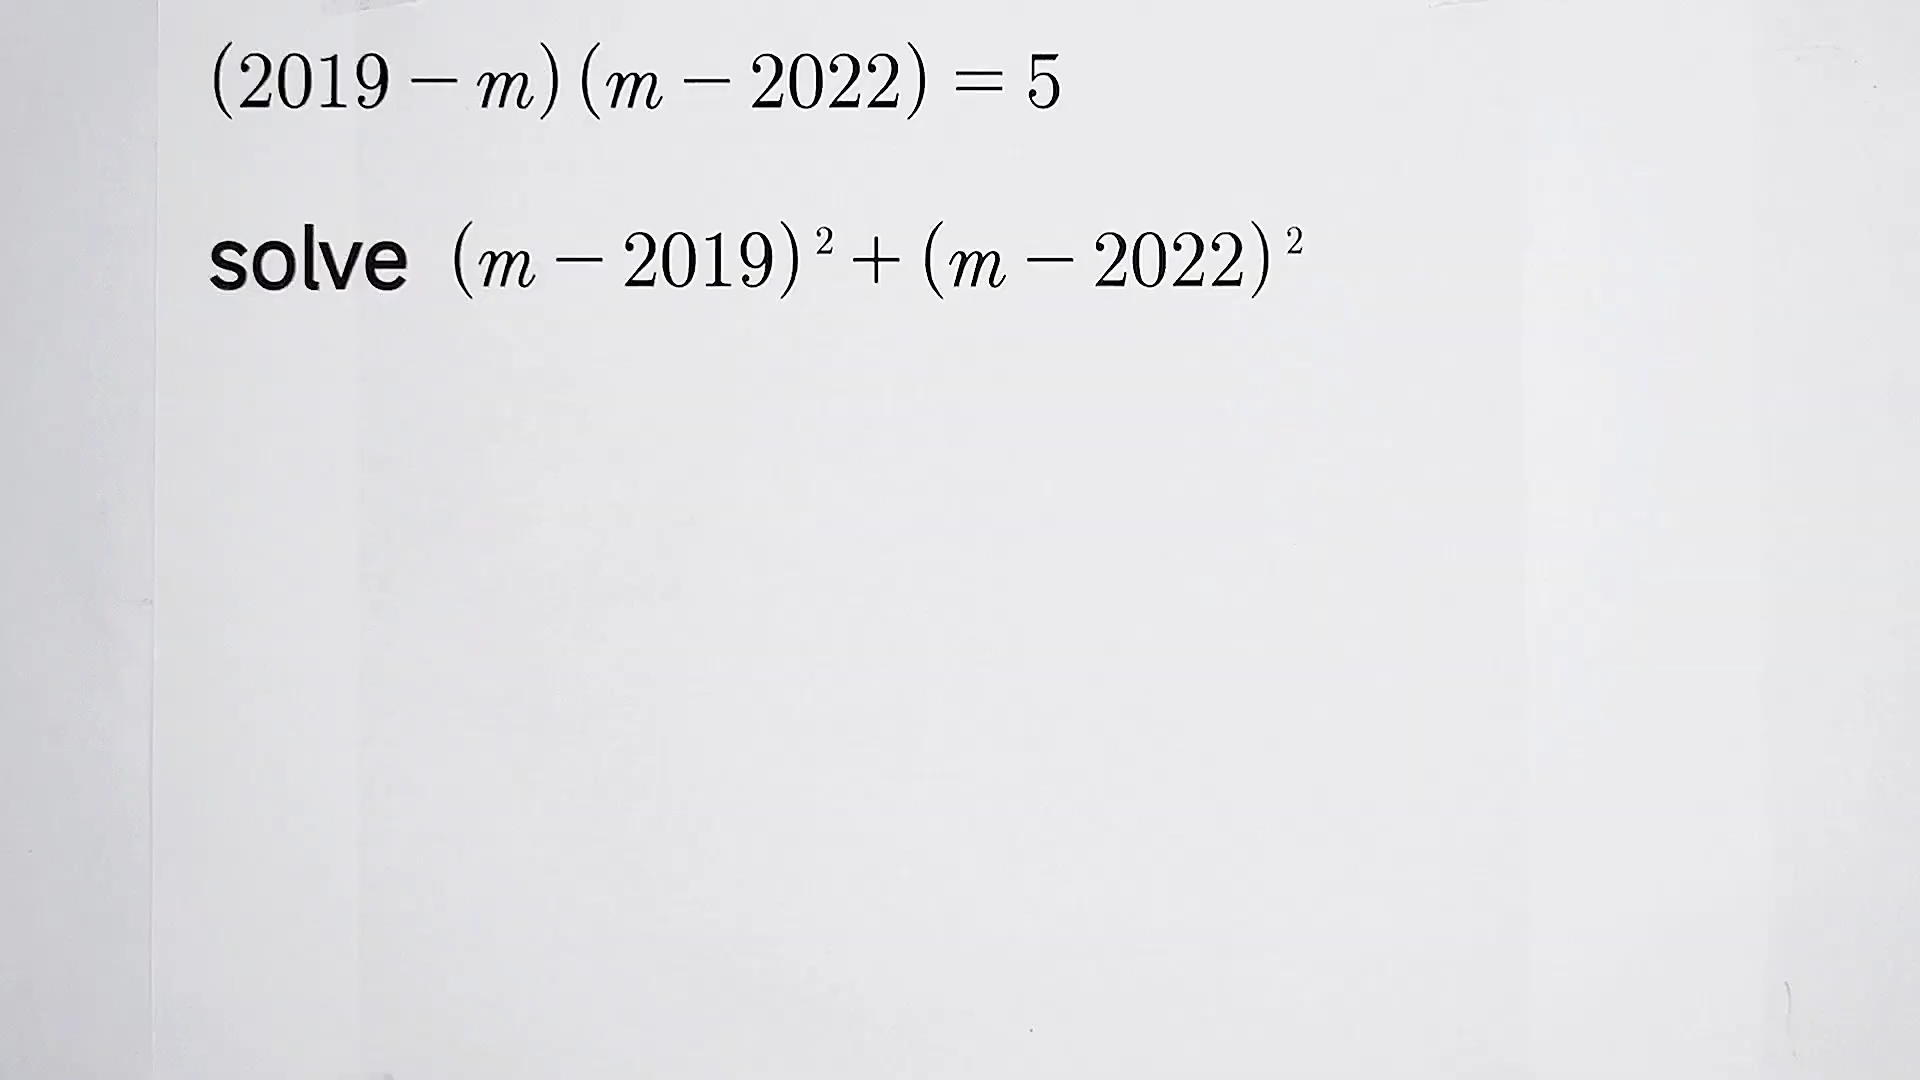 (2019 − m)(m − 2022) = 5
solve (m − 2019)² + (m − 2022)²